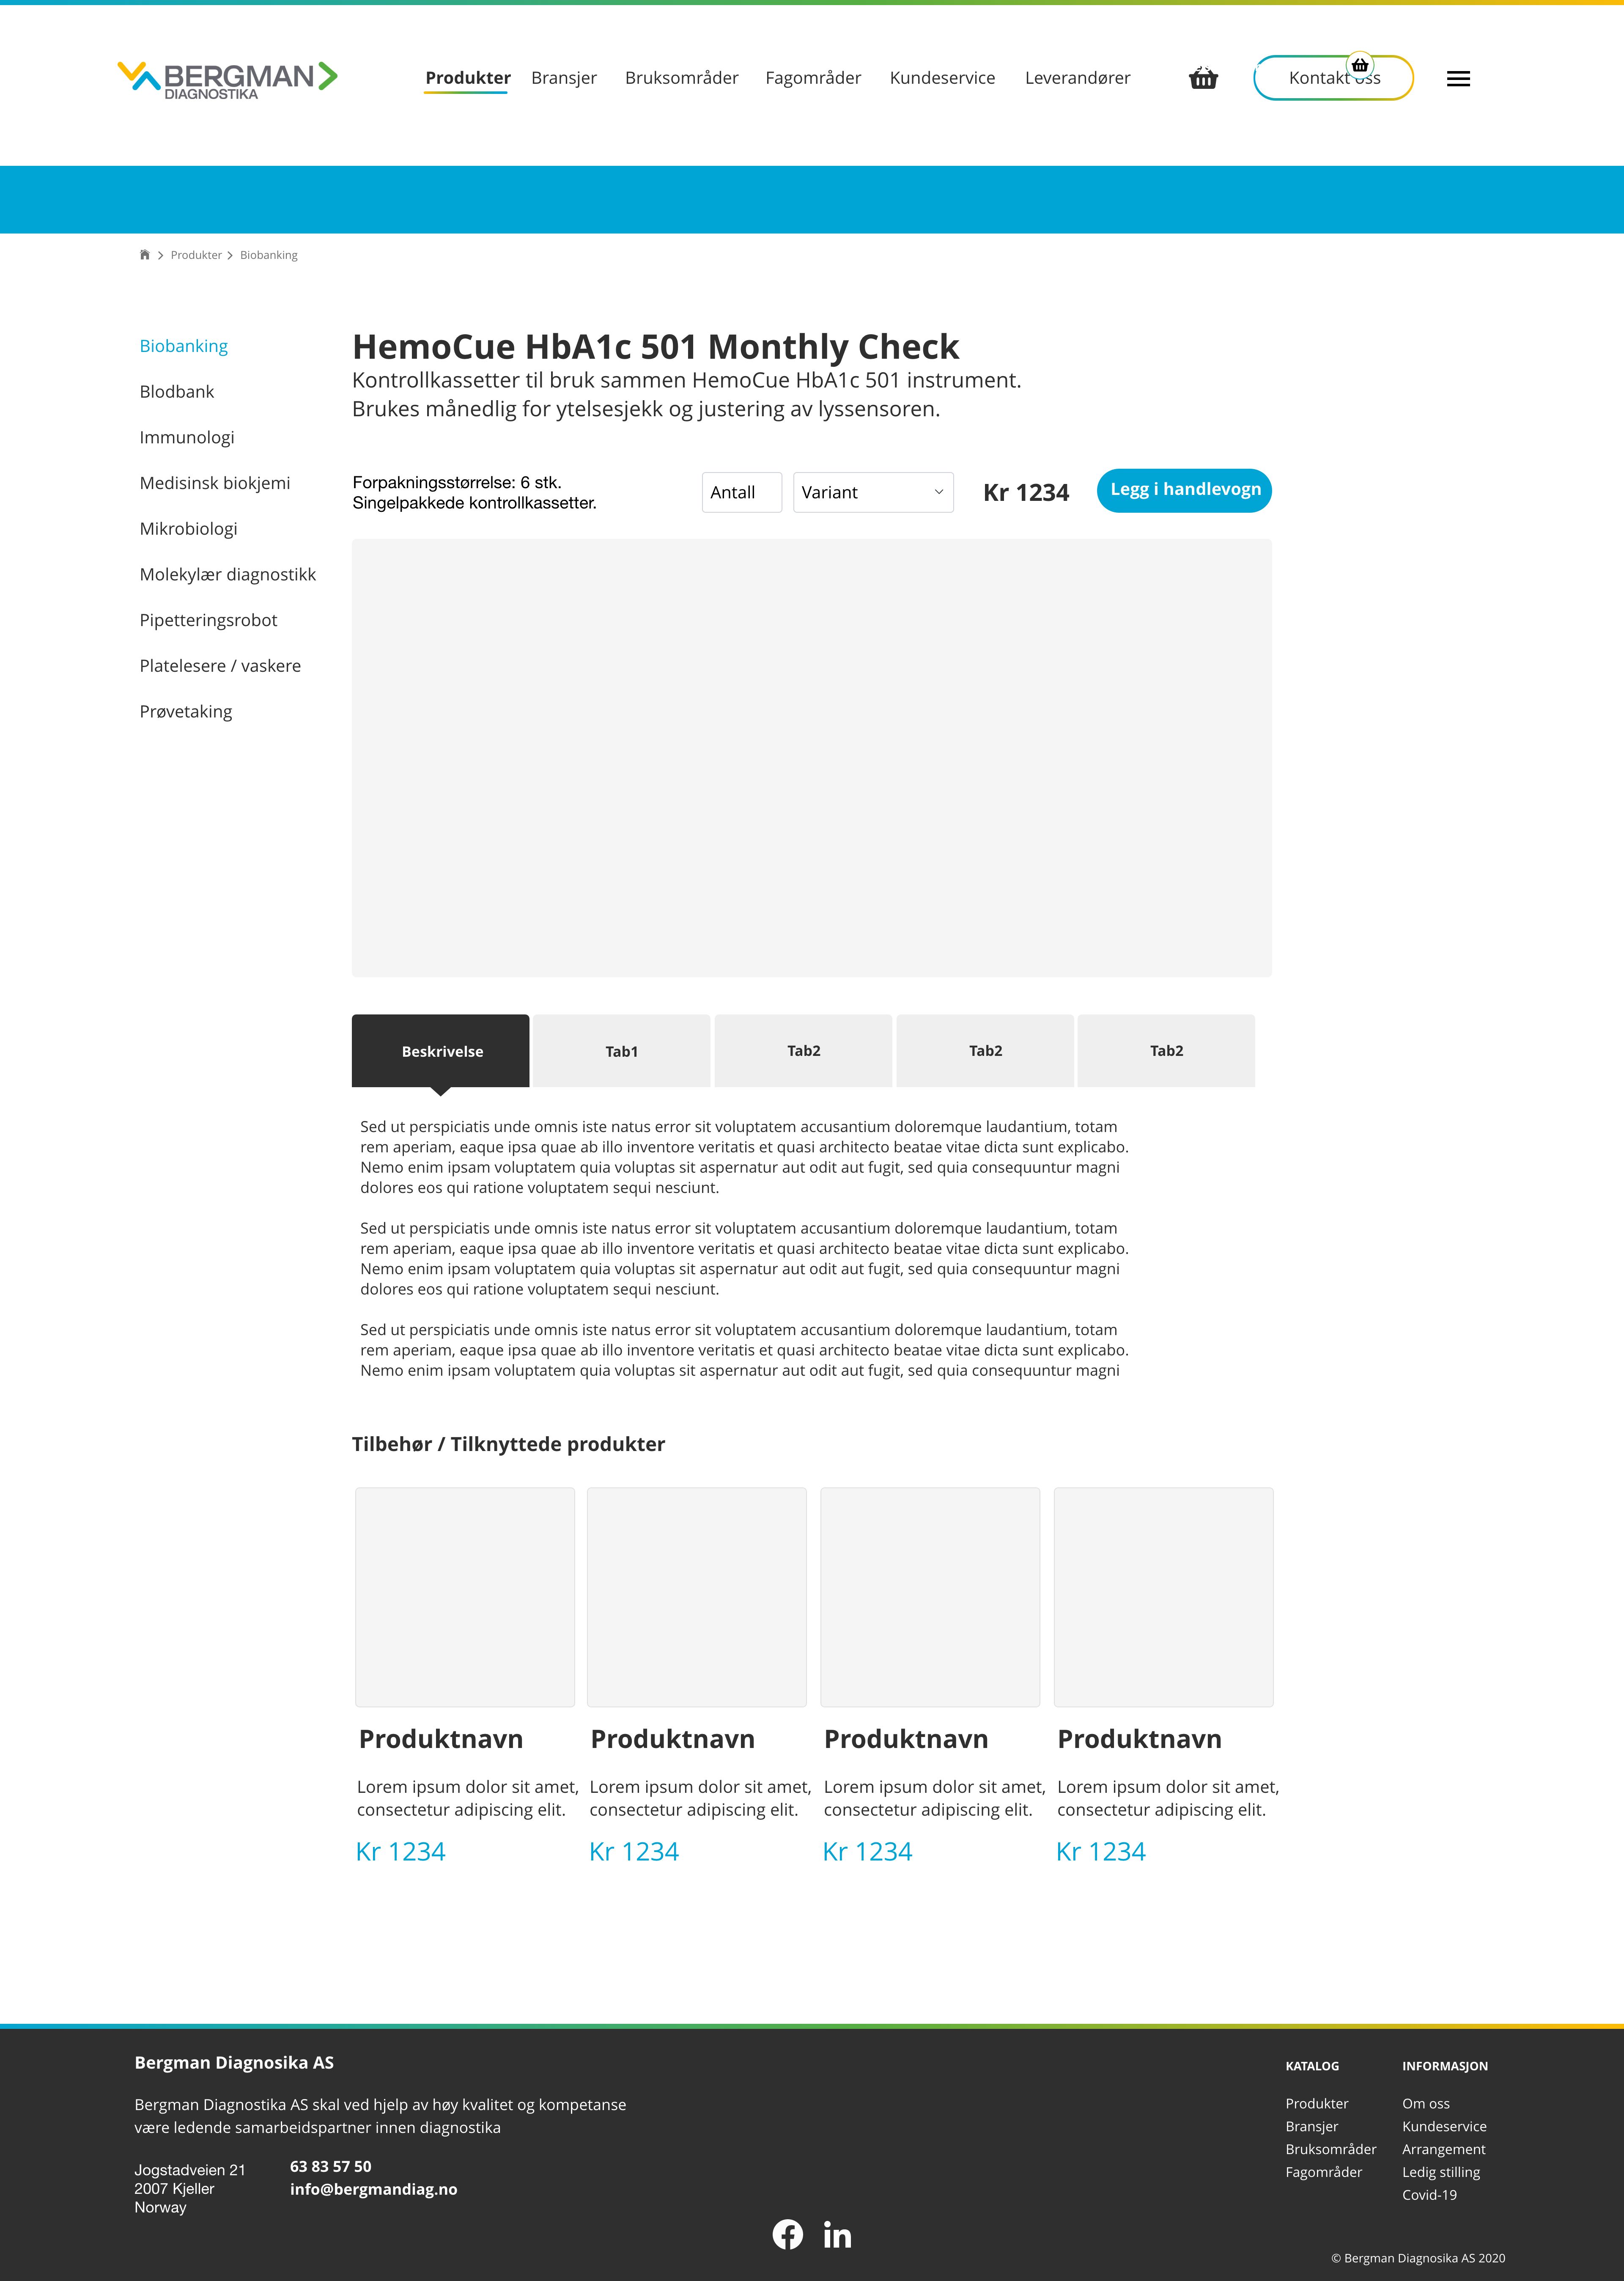 BERGMAN
DIAGNOSTIKA
Produkter
Bransjer
Bruksområder
Fagområder
Kundeservice
Leverandører
Kontakt oss
Produkter
Biobanking
Biobanking
Blodbank
Immunologi
Medisinsk biokjemi
Mikrobiologi
Molekylær diagnostikk
Pipetteringsrobot
Platelesere / vaskere
Prøvetaking
HemoCue HbA1c 501 Monthly Check
Kontrollkassetter til bruk sammen HemoCue HbA1c 501 instrument.
Brukes månedlig for ytelsesjekk og justering av lyssensoren.
Forpakningsstørrelse: 6 stk.
Singelpakkede kontrollkassetter.
Antall
Variant
Kr 1234
Legg i handlevogn
Beskrivelse
Tab1
Tab2
Tab2
Tab2
Sed ut perspiciatis unde omnis iste natus error sit voluptatem accusantium doloremque laudantium, totam
rem aperiam, eaque ipsa quae ab illo inventore veritatis et quasi architecto beatae vitae dicta sunt explicabo.
Nemo enim ipsam voluptatem quia voluptas sit aspernatur aut odit aut fugit, sed quia consequuntur magni
dolores eos qui ratione voluptatem sequi nesciunt.
Sed ut perspiciatis unde omnis iste natus error sit voluptatem accusantium doloremque laudantium, totam
rem aperiam, eaque ipsa quae ab illo inventore veritatis et quasi architecto beatae vitae dicta sunt explicabo.
Nemo enim ipsam voluptatem quia voluptas sit aspernatur aut odit aut fugit, sed quia consequuntur magni
dolores eos qui ratione voluptatem sequi nesciunt.
Sed ut perspiciatis unde omnis iste natus error sit voluptatem accusantium doloremque laudantium, totam
rem aperiam, eaque ipsa quae ab illo inventore veritatis et quasi architecto beatae vitae dicta sunt explicabo.
Nemo enim ipsam voluptatem quia voluptas sit aspernatur aut odit aut fugit, sed quia consequuntur magni
Tilbehør / Tilknyttede produkter
Produktnavn
Lorem ipsum dolor sit amet,
consectetur adipiscing elit.
Kr 1234
Produktnavn
Lorem ipsum dolor sit amet,
consectetur adipiscing elit.
Kr 1234
Produktnavn
Lorem ipsum dolor sit amet,
consectetur adipiscing elit.
Kr 1234
Produktnavn
Lorem ipsum dolor sit amet,
consectetur adipiscing elit.
Kr 1234
Bergman Diagnosika AS
Bergman Diagnostika AS skal ved hjelp av høy kvalitet og kompetanse
være ledende samarbeidspartner innen diagnostika
Jogstadveien 21
2007 Kjeller
Norway
63 83 57 50
info@bergmandiag.no
in
KATALOG
Produkter
Bransjer
Bruksområder
Fagområder
INFORMASJON
Om oss
Kundeservice
Arrangement
Ledig stilling
Covid-19
© Bergman Diagnosika AS 2020